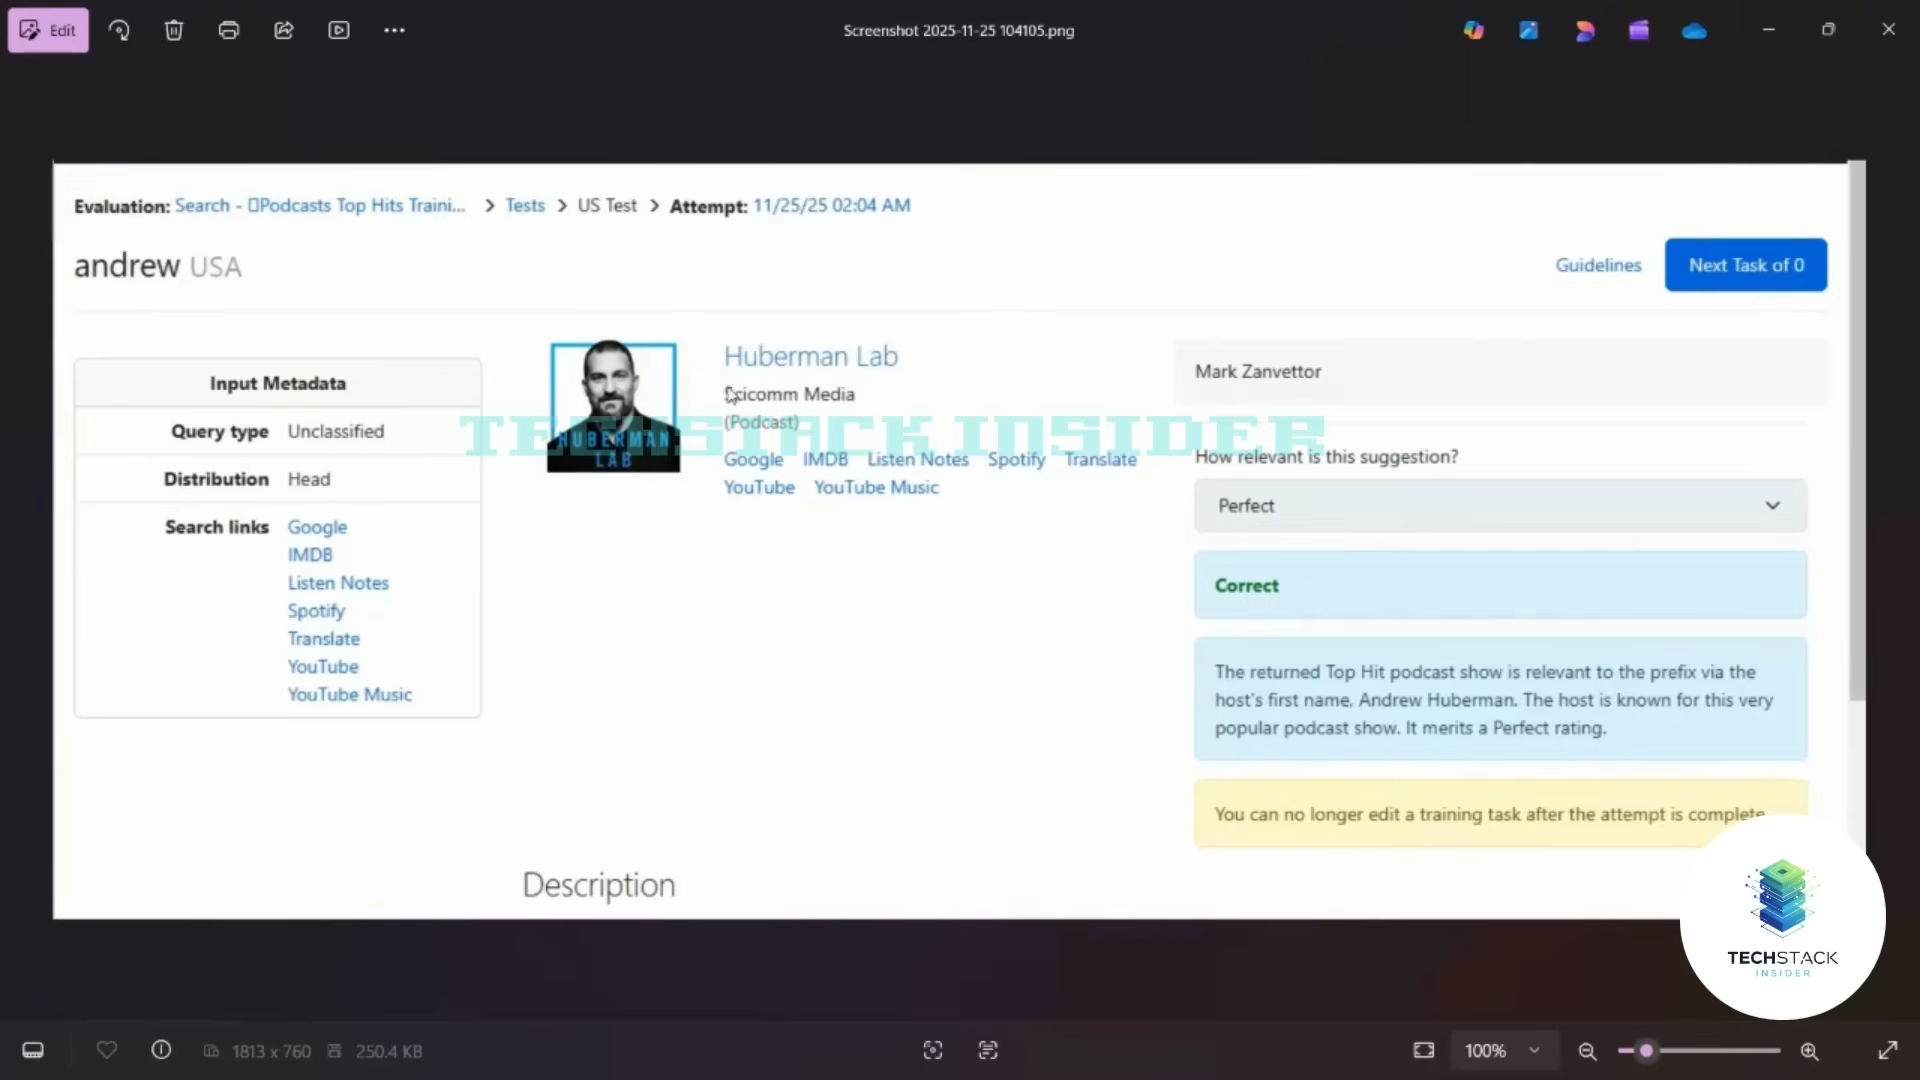 Edit
Screenshot 2025-11-25 104105.png
Evaluation: Search - Podcasts Top Hits Traini... > Tests > US Test > Attempt: 11/25/25 02:04 AM
andrew USA
Guidelines
Next Task of 0
Input Metadata
Query type Unclassified
Distribution Head
Search links Google
IMDB
Listen Notes
Spotify
Translate
YouTube
YouTube Music
HUBERMAN
LAB
Huberman Lab
Scicomm Media
(Podcast)
Google IMDB Listen Notes Spotify Translate
YouTube YouTube Music
TECHSTACK INSIDER
Mark Zanvettor
How relevant is this suggestion?
Perfect
Correct
The returned Top Hit podcast show is relevant to the prefix via the
host's first name, Andrew Huberman. The host is known for this very
popular podcast show. It merits a Perfect rating.
You can no longer edit a training task after the attempt is complete
Description
TECHSTACK
INSIDER
1813 x 760
250.4 KB
100%